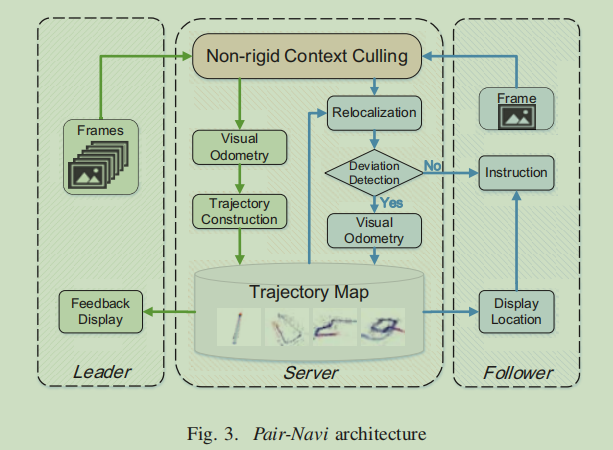 Non-rigid Context Culling
Frames
Frame
Relocalization
Visual
Odometry
Deviation
Detection
No
Instruction
Yes
Trajectory
Construction
Visual
Odometry
Trajectory Map
Feedback
Display
Display
Location
Leader
Server
Follower
Fig. 3. Pair-Navi architecture